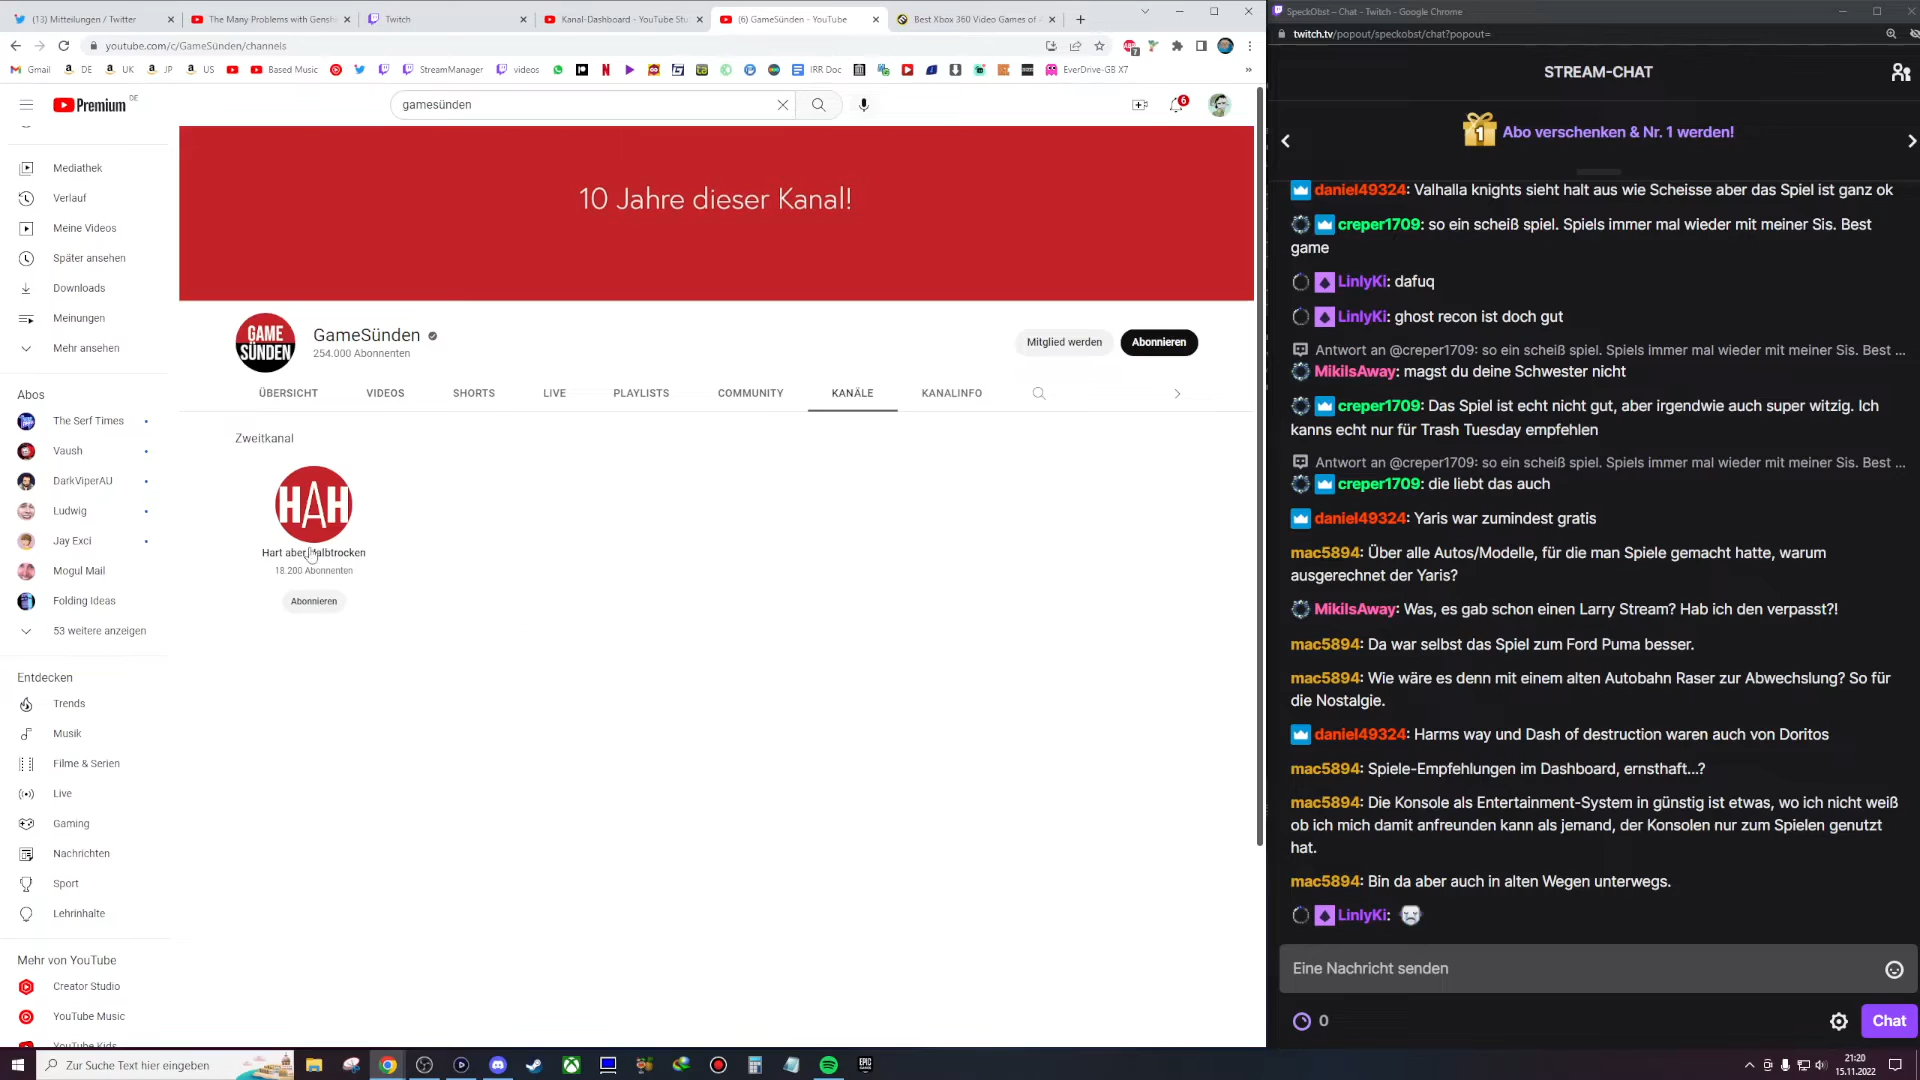 (13) Mitteilungen / Twitter
The Many Problems with Gensh
Twitch
Kanal-Dashboard - YouTube Stu
(6) GameSünden - YouTube
Best Xbox 360 Video Games of -
SpeckObst – Chat - Twitch - Google Chrome
youtube.com/c/GameSünden/channels
twitch.tv/popout/speckobst/chat?popout=
Gmail
DE
UK
JP
US
Based Music
StreamManager
videos
IRR Doc
EverDrive-GB X7
Premium DE
gamesünden
6
STREAM-CHAT
1
Abo verschenken & Nr. 1 werden!
Mediathek
Verlauf
Meine Videos
Später ansehen
Downloads
Meinungen
Mehr ansehen
Abos
The Serf Times
Vaush
DarkViperAU
Ludwig
Jay Exci
Mogul Mail
Folding Ideas
53 weitere anzeigen
Entdecken
Trends
Musik
Filme & Serien
Live
Gaming
Nachrichten
Sport
Lehrinhalte
Mehr von YouTube
Creator Studio
YouTube Music
YouTube Kids
10 Jahre dieser Kanal!
GAME
SÜNDEN
GameSünden
254.000 Abonnenten
Mitglied werden
Abonnieren
ÜBERSICHT
VIDEOS
SHORTS
LIVE
PLAYLISTS
COMMUNITY
KANÄLE
KANALINFO
Zweitkanal
HAH
Hart aber Halbtrocken
18.200 Abonnenten
Abonnieren
daniel49324: Valhalla knights sieht halt aus wie Scheisse aber das Spiel ist ganz ok
creper1709: so ein scheiß spiel. Spiels immer mal wieder mit meiner Sis. Best
game
LinlyKi: dafuq
LinlyKi: ghost recon ist doch gut
Antwort an @creper1709: so ein scheiß spiel. Spiels immer mal wieder mit meiner Sis. Best ...
MikiIsAway: magst du deine Schwester nicht
creper1709: Das Spiel ist echt nicht gut, aber irgendwie auch super witzig. Ich
kanns echt nur für Trash Tuesday empfehlen
Antwort an @creper1709: so ein scheiß spiel. Spiels immer mal wieder mit meiner Sis. Best ...
creper1709: die liebt das auch
daniel49324: Yaris war zumindest gratis
mac5894: Über alle Autos/Modelle, für die man Spiele gemacht hatte, warum
ausgerechnet der Yaris?
MikiIsAway: Was, es gab schon einen Larry Stream? Hab ich den verpasst?!
mac5894: Da war selbst das Spiel zum Ford Puma besser.
mac5894: Wie wäre es denn mit einem alten Autobahn Raser zur Abwechslung? So für
die Nostalgie.
daniel49324: Harms way und Dash of destruction waren auch von Doritos
mac5894: Spiele-Empfehlungen im Dashboard, ernsthaft...?
mac5894: Die Konsole als Entertainment-System in günstig ist etwas, wo ich nicht weiß
ob ich mich damit anfreunden kann als jemand, der Konsolen nur zum Spielen genutzt
hat.
mac5894: Bin da aber auch in alten Wegen unterwegs.
LinlyKi:
Eine Nachricht senden
0
Chat
Zur Suche Text hier eingeben
EPIC
21:20
15.11.2022